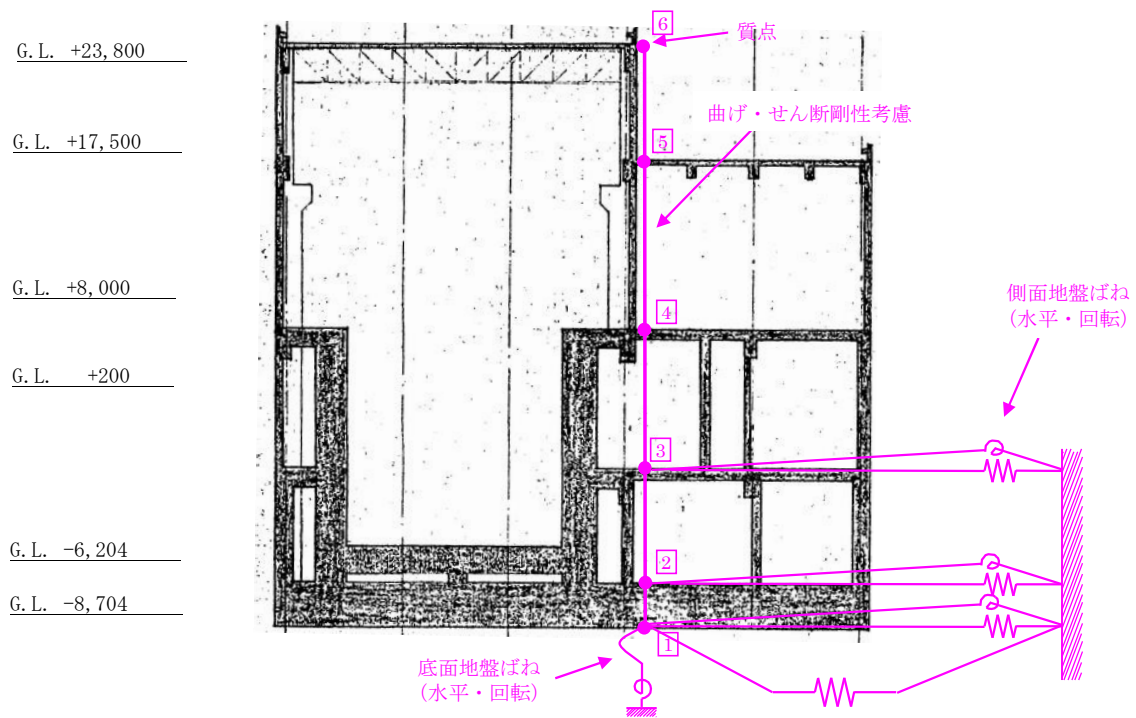 6
質点
G.L. +23,800
曲げ・せん断剛性考慮
5
G.L. +17,500
G.L. +8,000
側面地盤ばね
(水平・回転)
4
G.L. +200
3
G.L. -6,204
2
G.L. -8,704
1
底面地盤ばね
(水平・回転)